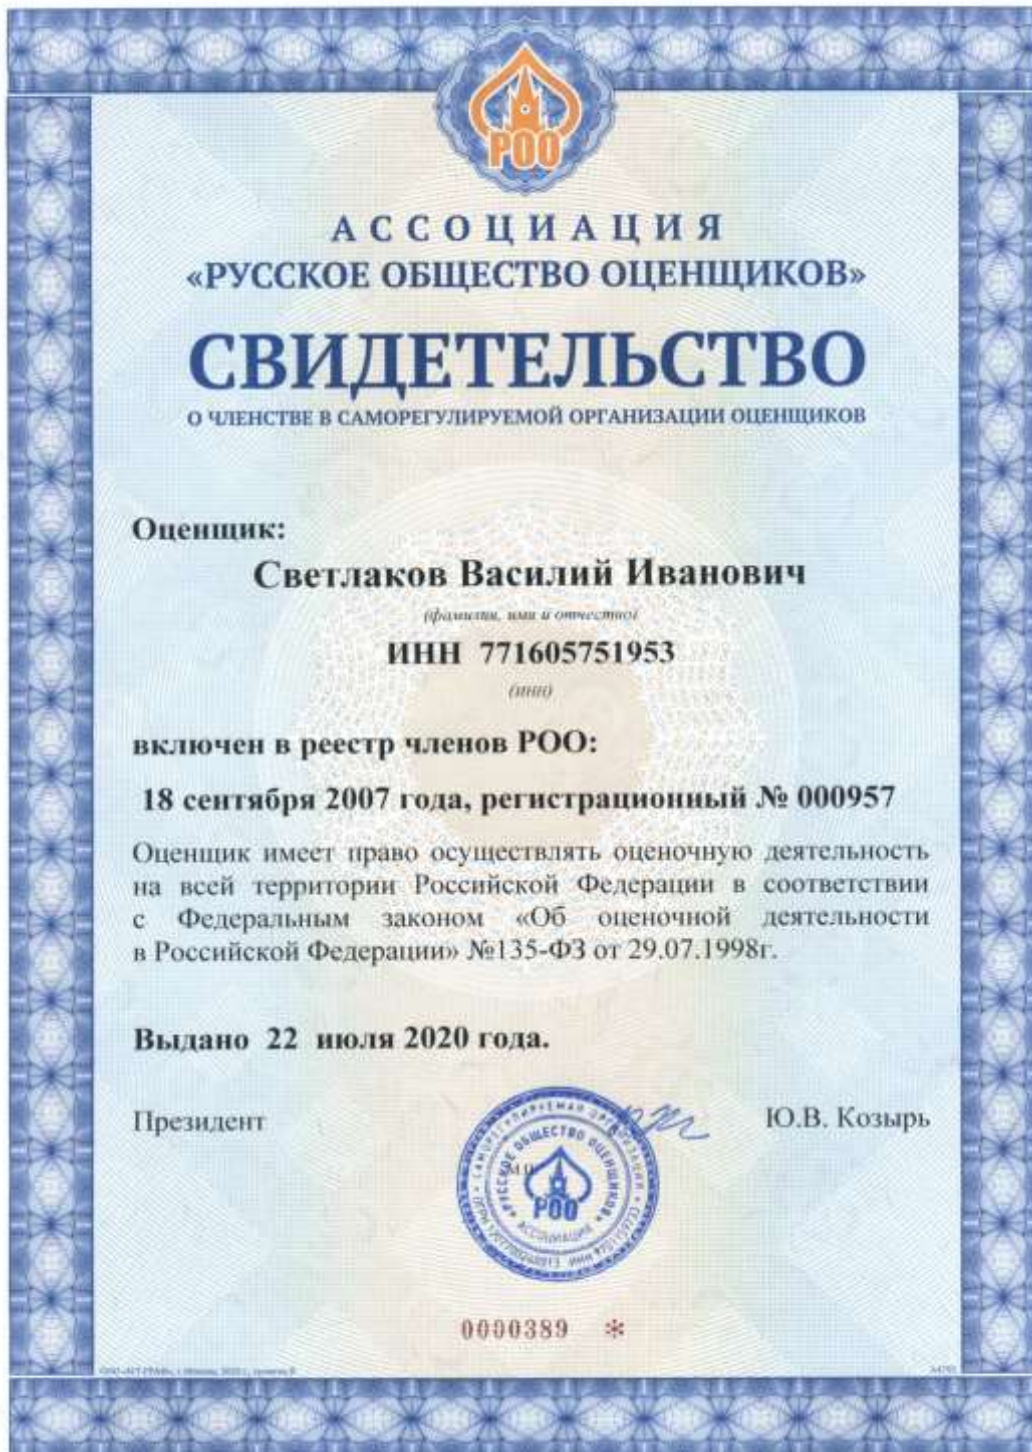 РОО
АССОЦИАЦИЯ
«РУССКОЕ ОБЩЕСТВО ОЦЕНЩИКОВ»
СВИДЕТЕЛЬСТВО
О ЧЛЕНСТВЕ В САМОРЕГУЛИРУЕМОЙ ОРГАНИЗАЦИИ ОЦЕНЩИКОВ
Оценщик:
Светлаков Василий Иванович
(фамилия, имя и отчество)
ИНН 771605751953
(инн)
включен в реестр членов РОО:
18 сентября 2007 года, регистрационный № 000957
Оценщик имеет право осуществлять оценочную деятельность
на всей территории Российской Федерации в соответствии
с Федеральным законом «Об оценочной деятельности
в Российской Федерации» №135-ФЗ от 29.07.1998г.
Выдано 22 июля 2020 года.
Президент
Ю.В. Козырь
САМОРЕГУЛИРУЕМАЯ ОРГАНИЗАЦИЯ
«РУССКОЕ ОБЩЕСТВО ОЦЕНЩИКОВ»
АССОЦИАЦИЯ
РОО
0000389 *